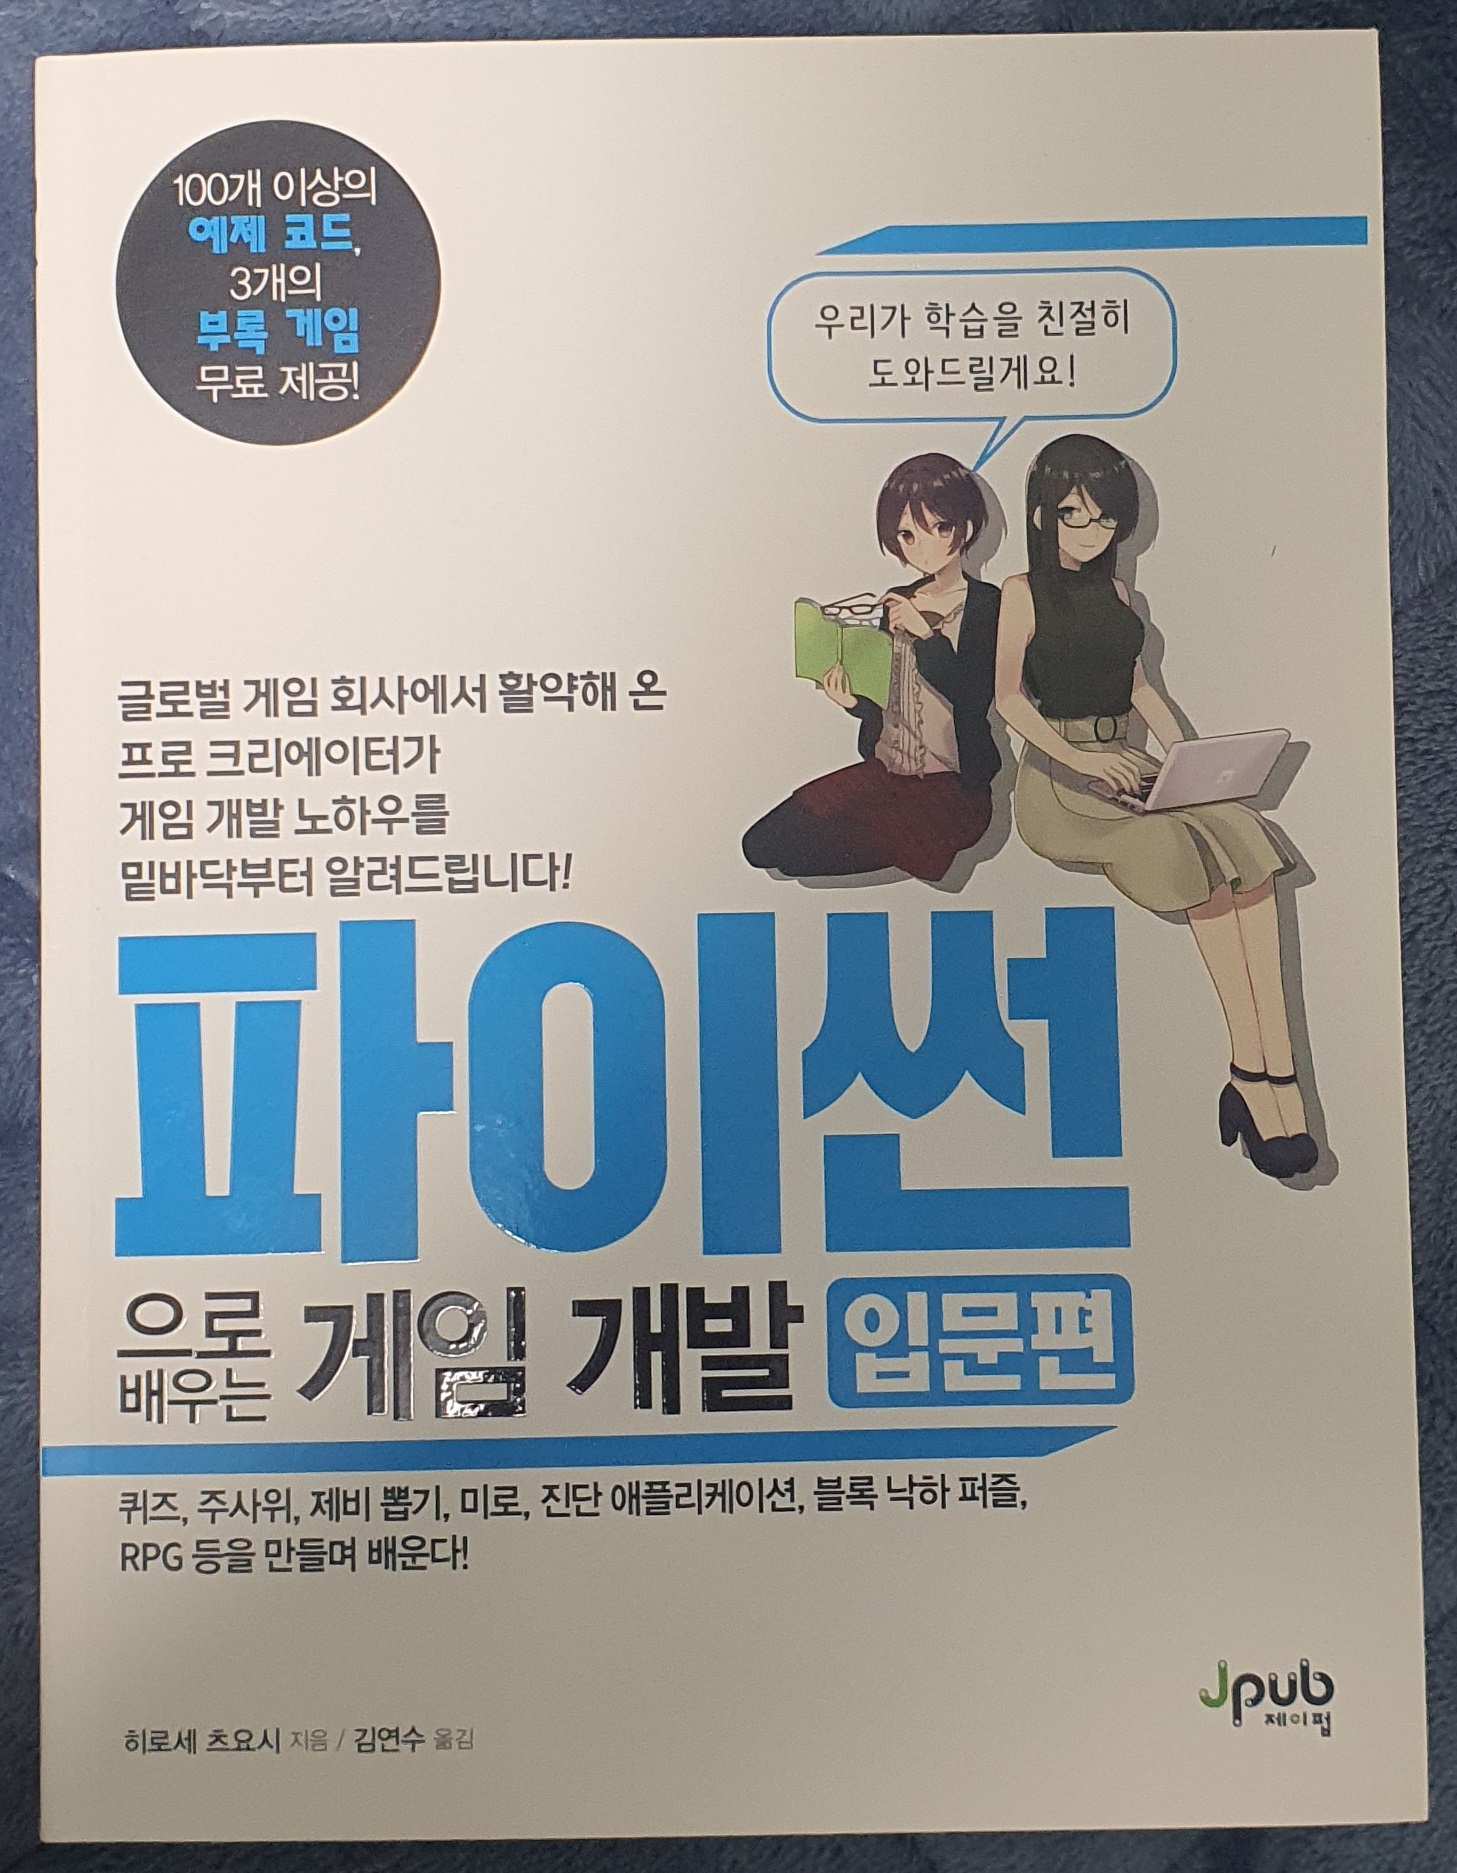 100개 이상의
예제 코드,
3개의
부록 게임
무료 제공!
우리가 학습을 친절히
도와드릴게요!
글로벌 게임 회사에서 활약해 온
프로 크리에이터가
게임 개발 노하우를
밑바닥부터 알려드립니다!
파이썬
으로
배우는 게임 개발 입문편
퀴즈, 주사위, 제비 뽑기, 미로, 진단 애플리케이션, 블록 낙하 퍼즐,
RPG 등을 만들며 배운다!
Jpub
제이펍
히로세 츠요시 지음 / 김연수 옮김